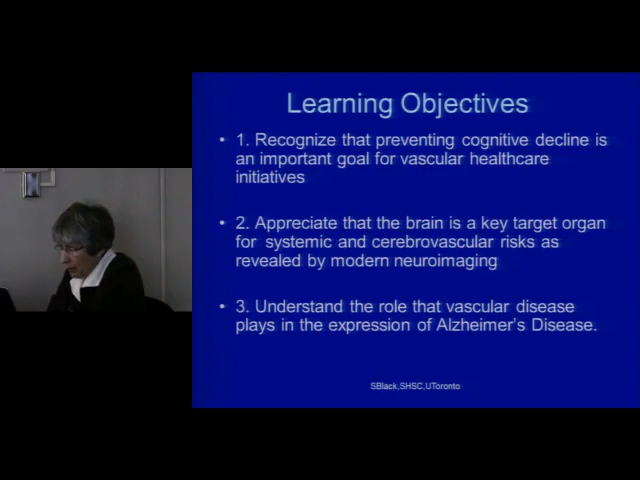 Learning Objectives
• 1. Recognize that preventing cognitive decline is
an important goal for vascular healthcare
initiatives
• 2. Appreciate that the brain is a key target organ
for systemic and cerebrovascular risks as
revealed by modern neuroimaging
• 3. Understand the role that vascular disease
plays in the expression of Alzheimer's Disease.
SBlack,SHSC,UToronto